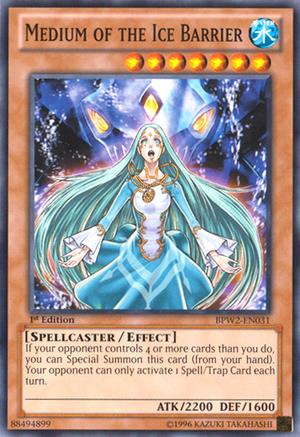 MEDIUM OF THE ICE BARRIER
WATER
水
1st Edition
BPW2-EN031
[SPELLCASTER / EFFECT]
If your opponent controls 4 or more cards than you do,
you can Special Summon this card (from your hand).
Your opponent can only activate 1 Spell/Trap Card each
turn.
ATK/2200 DEF/1600
88494899
©1996 KAZUKI TAKAHASHI